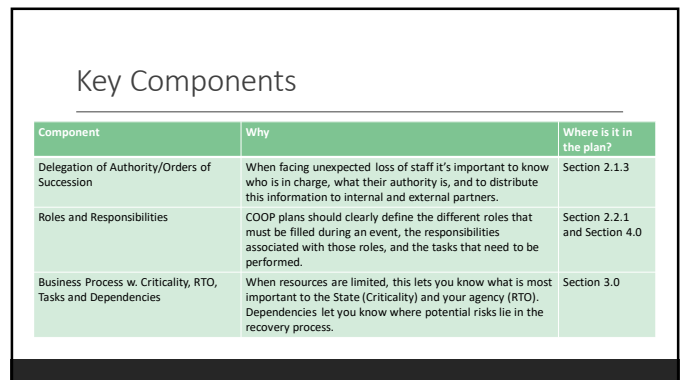 Key Components
Component Why Where is it in
the plan?
Delegation of Authority/Orders of When facing unexpected loss of staff it's important to know Section 2.1.3
Succession who is in charge, what their authority is, and to distribute
this information to internal and external partners.
Roles and Responsibilities COOP plans should clearly define the different roles that Section 2.2.1
must be filled during an event, the responsibilities and Section 4.0
associated with those roles, and the tasks that need to be
performed.
Business Process w. Criticality, RTO, When resources are limited, this lets you know what is most Section 3.0
Tasks and Dependencies important to the State (Criticality) and your agency (RTO).
Dependencies let you know where potential risks lie in the
recovery process.